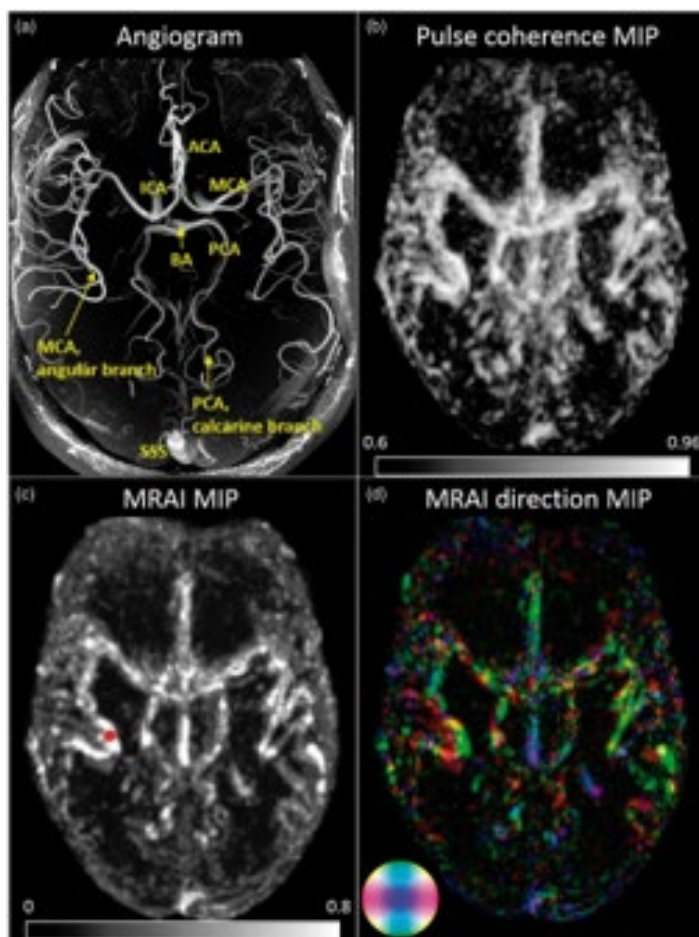 (a)
Angiogram
ACA
ICA
MCA
BA
PCA
MCA,
angular branch
PCA,
calcarine branch
SSS
(b)
Pulse coherence MIP
0.6
0.96
(c)
MRAI MIP
0
0.8
(d)
MRAI direction MIP